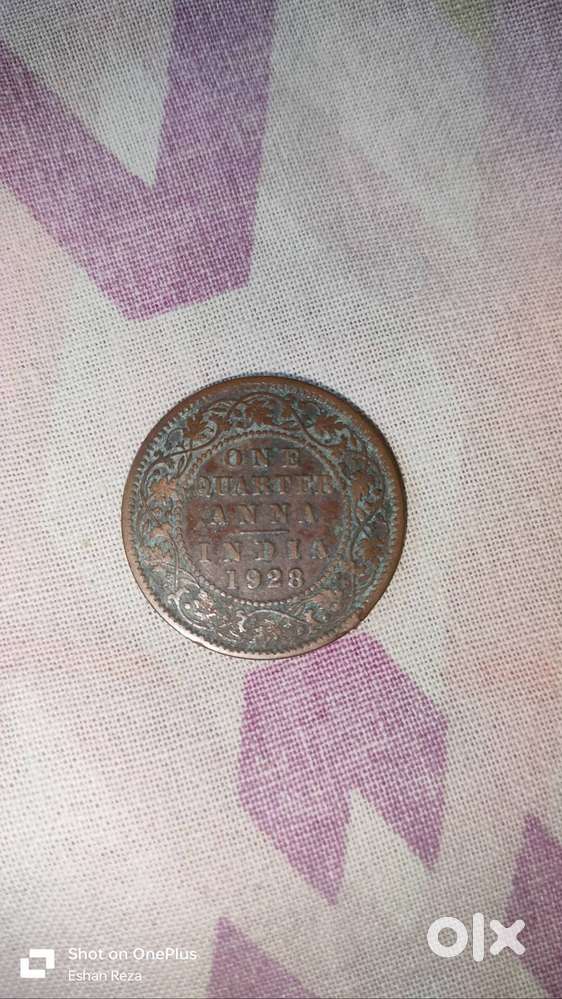 ONE
QUARTER
ANNA
INDIA
1928
Shot on OnePlus
Eshan Reza
olx